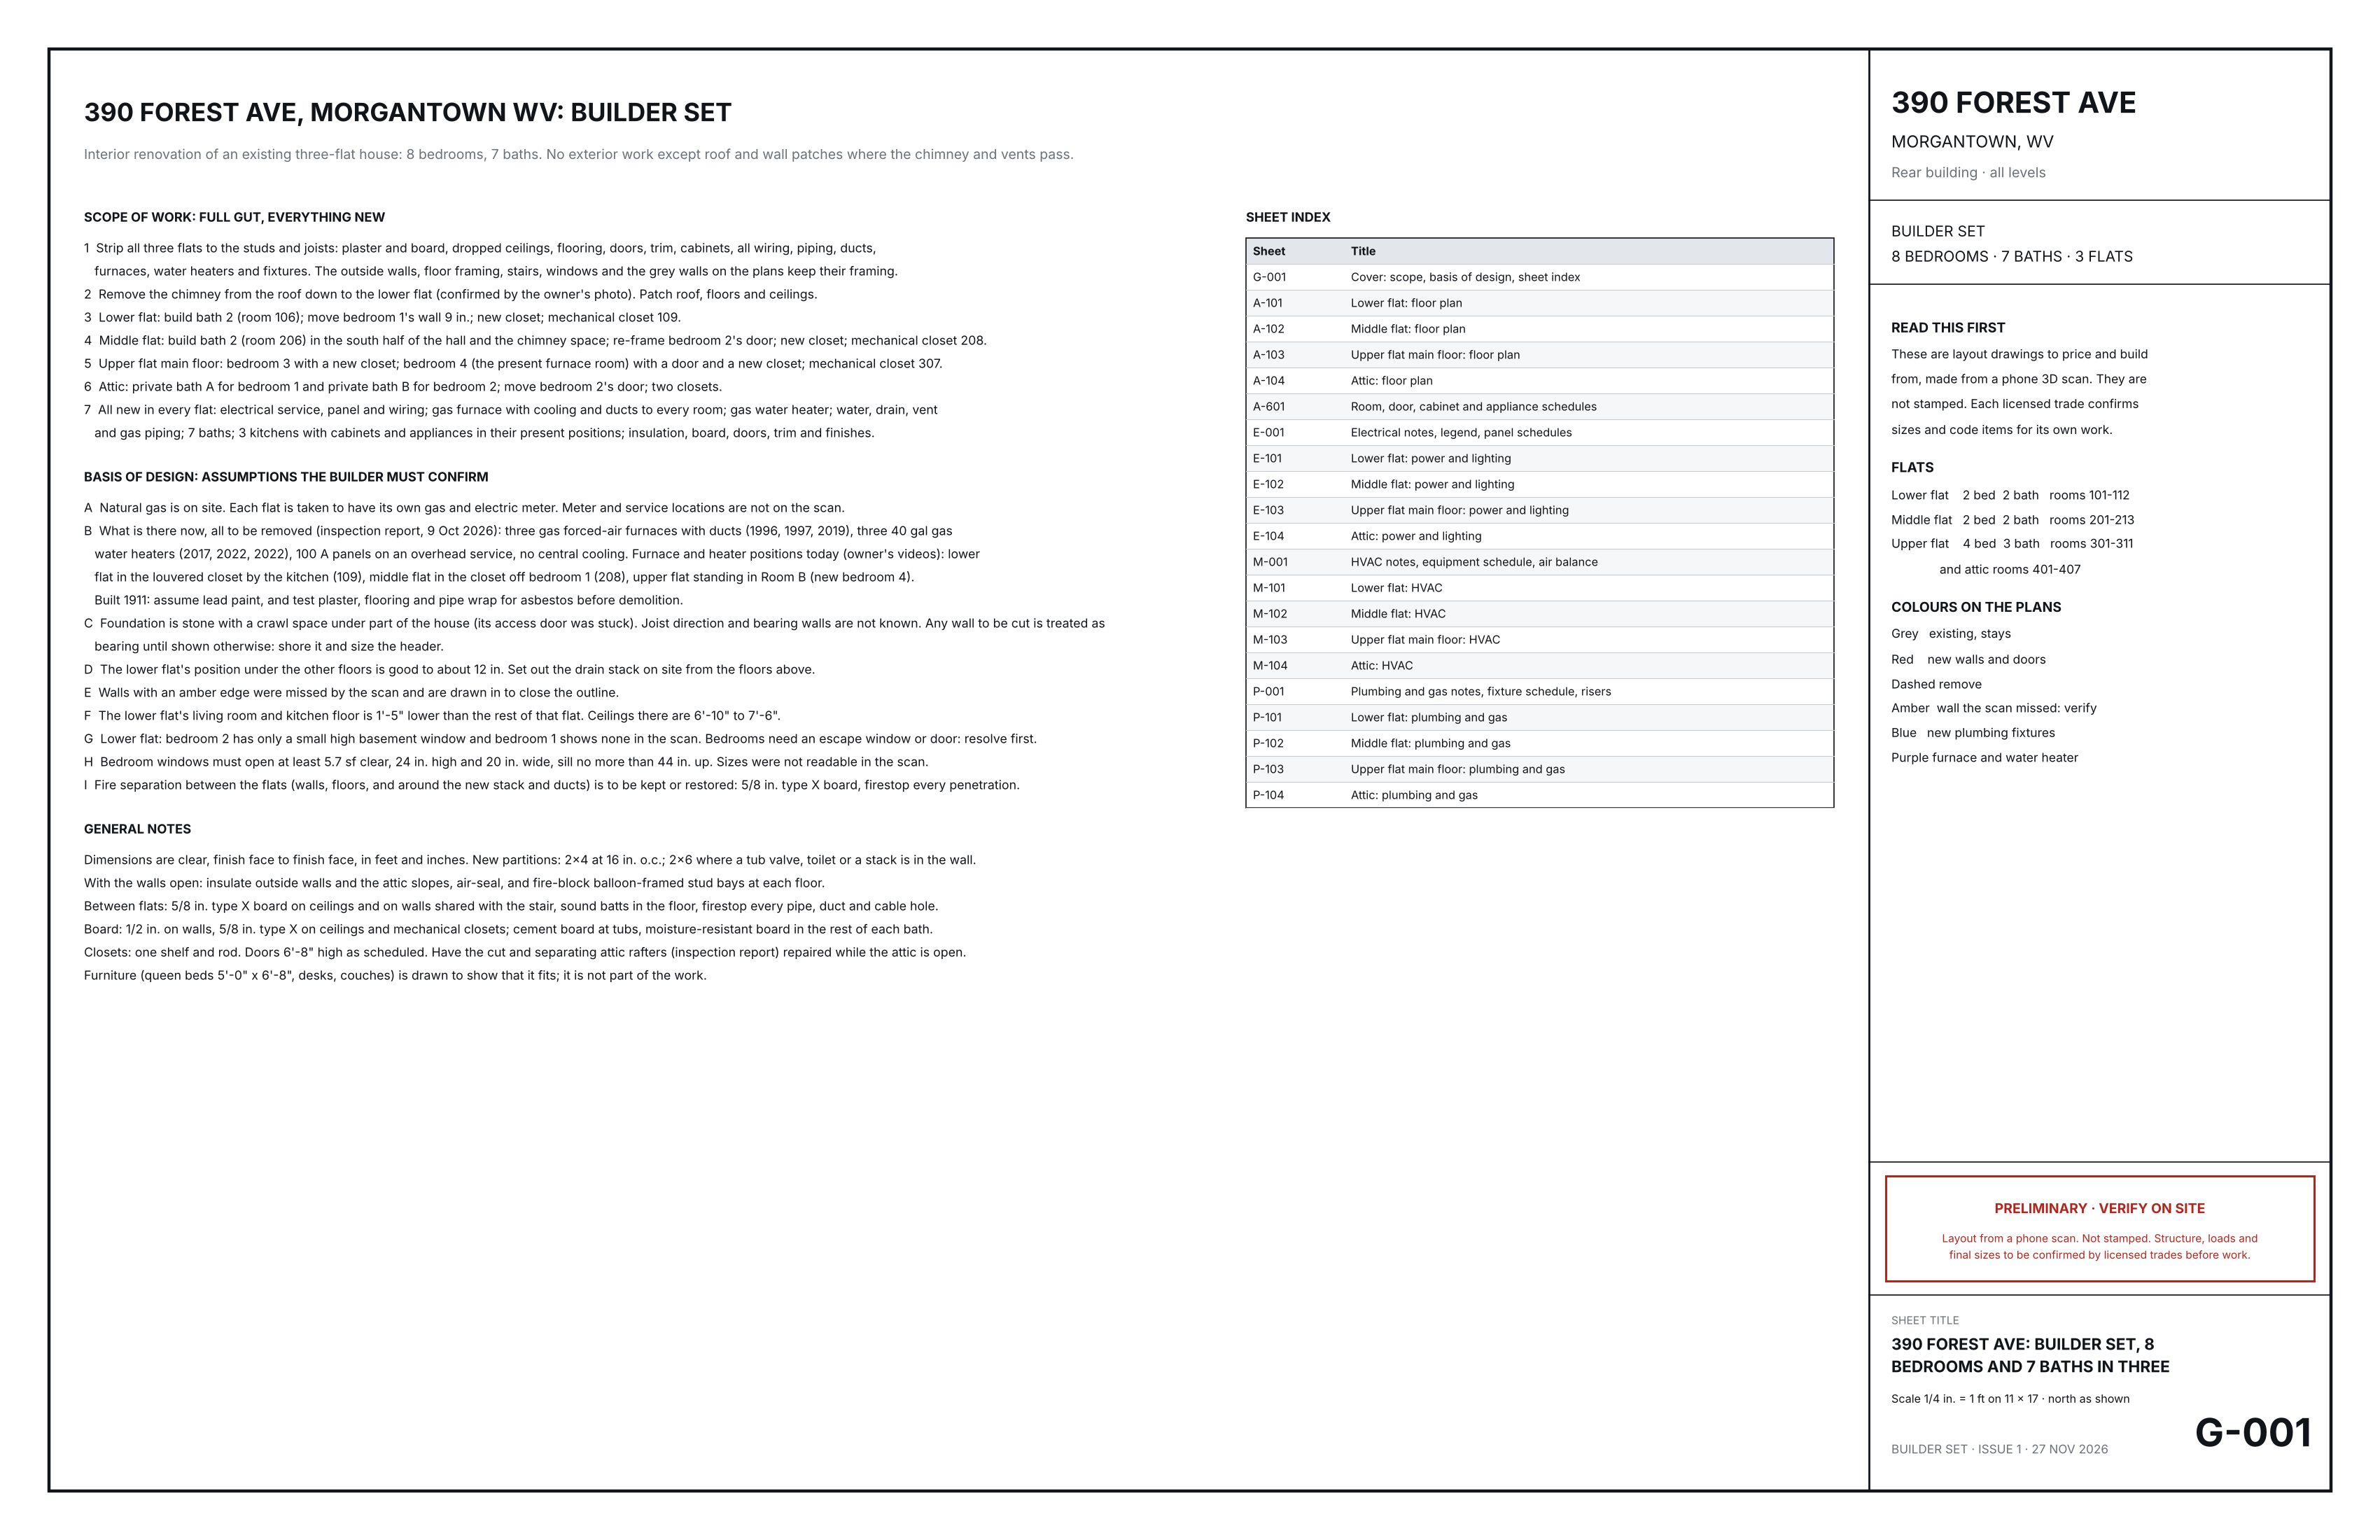 390 FOREST AVE, MORGANTOWN WV: BUILDER SET
Interior renovation of an existing three-flat house: 8 bedrooms, 7 baths. No exterior work except roof and wall patches where the chimney and vents pass.
SCOPE OF WORK: FULL GUT, EVERYTHING NEW
1 Strip all three flats to the studs and joists: plaster and board, dropped ceilings, flooring, doors, trim, cabinets, all wiring, piping, ducts,
furnaces, water heaters and fixtures. The outside walls, floor framing, stairs, windows and the grey walls on the plans keep their framing.
2 Remove the chimney from the roof down to the lower flat (confirmed by the owner's photo). Patch roof, floors and ceilings.
3 Lower flat: build bath 2 (room 106); move bedroom 1's wall 9 in.; new closet; mechanical closet 109.
4 Middle flat: build bath 2 (room 206) in the south half of the hall and the chimney space; re-frame bedroom 2's door; new closet; mechanical closet 208.
5 Upper flat main floor: bedroom 3 with a new closet; bedroom 4 (the present furnace room) with a door and a new closet; mechanical closet 307.
6 Attic: private bath A for bedroom 1 and private bath B for bedroom 2; move bedroom 2's door; two closets.
7 All new in every flat: electrical service, panel and wiring; gas furnace with cooling and ducts to every room; gas water heater; water, drain, vent
and gas piping; 7 baths; 3 kitchens with cabinets and appliances in their present positions; insulation, board, doors, trim and finishes.
BASIS OF DESIGN: ASSUMPTIONS THE BUILDER MUST CONFIRM
A Natural gas is on site. Each flat is taken to have its own gas and electric meter. Meter and service locations are not on the scan.
B What is there now, all to be removed (inspection report, 9 Oct 2026): three gas forced-air furnaces with ducts (1996, 1997, 2019), three 40 gal gas
water heaters (2017, 2022, 2022), 100 A panels on an overhead service, no central cooling. Furnace and heater positions today (owner's videos): lower
flat in the louvered closet by the kitchen (109), middle flat in the closet off bedroom 1 (208), upper flat standing in Room B (new bedroom 4).
Built 1911: assume lead paint, and test plaster, flooring and pipe wrap for asbestos before demolition.
C Foundation is stone with a crawl space under part of the house (its access door was stuck). Joist direction and bearing walls are not known. Any wall to be cut is treated as
bearing until shown otherwise: shore it and size the header.
D The lower flat's position under the other floors is good to about 12 in. Set out the drain stack on site from the floors above.
E Walls with an amber edge were missed by the scan and are drawn in to close the outline.
F The lower flat's living room and kitchen floor is 1'-5" lower than the rest of that flat. Ceilings there are 6'-10" to 7'-6".
G Lower flat: bedroom 2 has only a small high basement window and bedroom 1 shows none in the scan. Bedrooms need an escape window or door: resolve first.
H Bedroom windows must open at least 5.7 sf clear, 24 in. high and 20 in. wide, sill no more than 44 in. up. Sizes were not readable in the scan.
I Fire separation between the flats (walls, floors, and around the new stack and ducts) is to be kept or restored: 5/8 in. type X board, firestop every penetration.
GENERAL NOTES
Dimensions are clear, finish face to finish face, in feet and inches. New partitions: 2×4 at 16 in. o.c.; 2×6 where a tub valve, toilet or a stack is in the wall.
With the walls open: insulate outside walls and the attic slopes, air-seal, and fire-block balloon-framed stud bays at each floor.
Between flats: 5/8 in. type X board on ceilings and on walls shared with the stair, sound batts in the floor, firestop every pipe, duct and cable hole.
Board: 1/2 in. on walls, 5/8 in. type X on ceilings and mechanical closets; cement board at tubs, moisture-resistant board in the rest of each bath.
Closets: one shelf and rod. Doors 6'-8" high as scheduled. Have the cut and separating attic rafters (inspection report) repaired while the attic is open.
Furniture (queen beds 5'-0" x 6'-8", desks, couches) is drawn to show that it fits; it is not part of the work.
SHEET INDEX
Sheet Title
G-001 Cover: scope, basis of design, sheet index
A-101 Lower flat: floor plan
A-102 Middle flat: floor plan
A-103 Upper flat main floor: floor plan
A-104 Attic: floor plan
A-601 Room, door, cabinet and appliance schedules
E-001 Electrical notes, legend, panel schedules
E-101 Lower flat: power and lighting
E-102 Middle flat: power and lighting
E-103 Upper flat main floor: power and lighting
E-104 Attic: power and lighting
M-001 HVAC notes, equipment schedule, air balance
M-101 Lower flat: HVAC
M-102 Middle flat: HVAC
M-103 Upper flat main floor: HVAC
M-104 Attic: HVAC
P-001 Plumbing and gas notes, fixture schedule, risers
P-101 Lower flat: plumbing and gas
P-102 Middle flat: plumbing and gas
P-103 Upper flat main floor: plumbing and gas
P-104 Attic: plumbing and gas
390 FOREST AVE
MORGANTOWN, WV
Rear building · all levels
BUILDER SET
8 BEDROOMS · 7 BATHS · 3 FLATS
READ THIS FIRST
These are layout drawings to price and build
from, made from a phone 3D scan. They are
not stamped. Each licensed trade confirms
sizes and code items for its own work.
FLATS
Lower flat 2 bed 2 bath rooms 101-112
Middle flat 2 bed 2 bath rooms 201-213
Upper flat 4 bed 3 bath rooms 301-311
and attic rooms 401-407
COLOURS ON THE PLANS
Grey existing, stays
Red new walls and doors
Dashed remove
Amber wall the scan missed: verify
Blue new plumbing fixtures
Purple furnace and water heater
PRELIMINARY · VERIFY ON SITE
Layout from a phone scan. Not stamped. Structure, loads and
final sizes to be confirmed by licensed trades before work.
SHEET TITLE
390 FOREST AVE: BUILDER SET, 8
BEDROOMS AND 7 BATHS IN THREE
Scale 1/4 in. = 1 ft on 11 × 17 · north as shown
BUILDER SET · ISSUE 1 · 27 NOV 2026
G-001